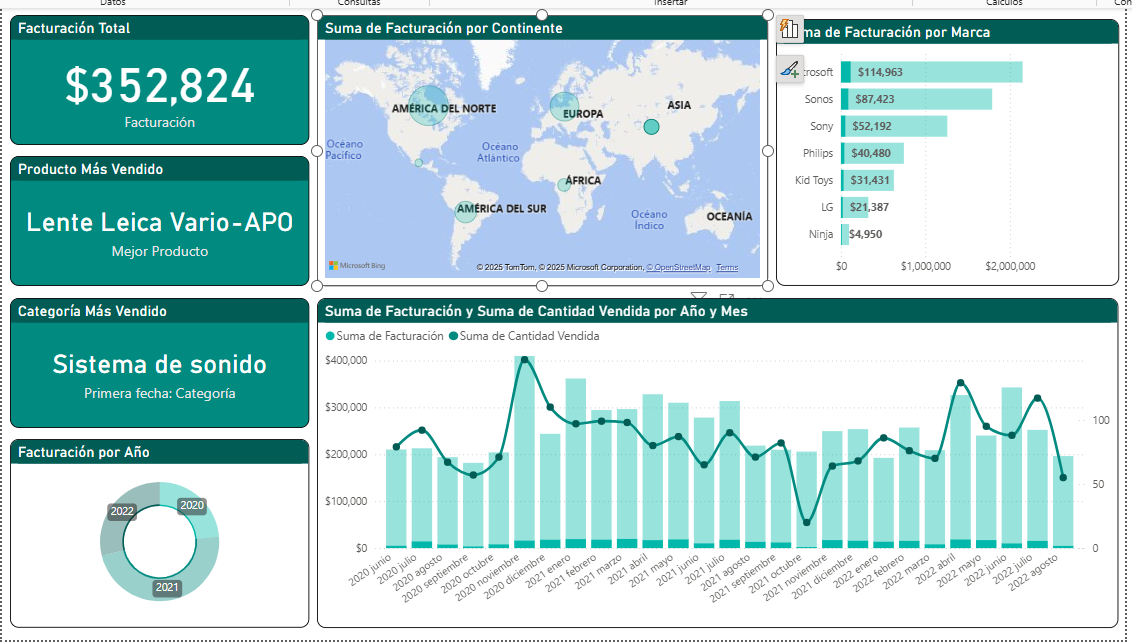 Datos
Consultas
Insertar
Cálculos
Facturación Total
$352,824
Facturación
Producto Más Vendido
Lente Leica Vario-APO
Mejor Producto
Categoría Más Vendido
Sistema de sonido
Primera fecha: Categoría
Facturación por Año
2020
2022
2021
Suma de Facturación por Continente
AMÉRICA DEL NORTE
EUROPA
ASIA
Océano
Pacífico
Océano
Atlántico
ÁFRICA
AMÉRICA DEL SUR
Océano
Índico
OCEANÍA
Microsoft Bing
© 2025 TomTom, © 2025 Microsoft Corporation, © OpenStreetMap Terms
ma de Facturación por Marca
rosoft $114,963
Sonos $87,423
Sony $52,192
Philips $40,480
Kid Toys $31,431
LG $21,387
Ninja $4,950
$0 $1,000,000 $2,000,000
Suma de Facturación y Suma de Cantidad Vendida por Año y Mes
Suma de Facturación Suma de Cantidad Vendida
$400,000
$300,000
$200,000
$100,000
$0
100
50
0
2020 junio
2020 julio
2020 agosto
2020 septiembre
2020 octubre
2020 noviembre
2020 diciembre
2021 enero
2021 febrero
2021 marzo
2021 abril
2021 mayo
2021 junio
2021 julio
2021 agosto
2021 septiembre
2021 octubre
2021 noviembre
2021 diciembre
2022 enero
2022 febrero
2022 marzo
2022 abril
2022 mayo
2022 junio
2022 julio
2022 agosto